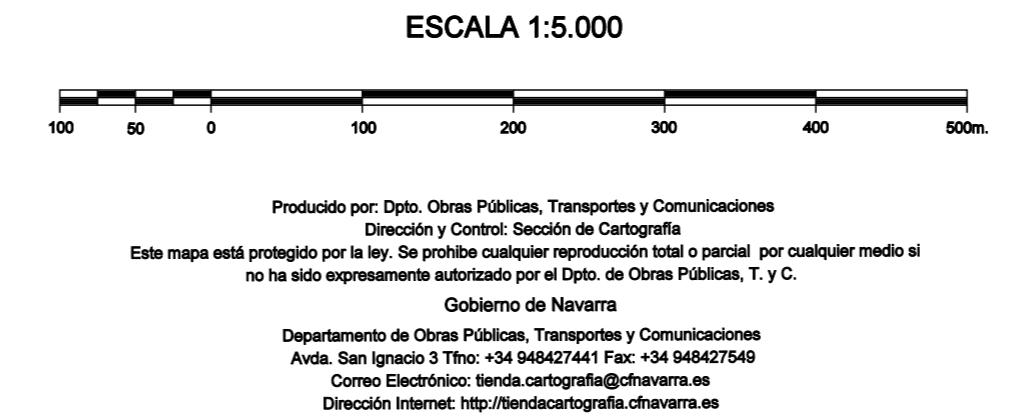 ESCALA 1:5.000
100 50 0 100 200 300 400 500m.
Producido por: Dpto. Obras Públicas, Transportes y Comunicaciones
Dirección y Control: Sección de Cartografía
Este mapa está protegido por la ley. Se prohibe cualquier reproducción total o parcial por cualquier medio si
no ha sido expresamente autorizado por el Dpto. de Obras Públicas, T. y C.
Gobierno de Navarra
Departamento de Obras Públicas, Transportes y Comunicaciones
Avda. San Ignacio 3 Tfno: +34 948427441 Fax: +34 948427549
Correo Electrónico: tienda.cartografia@cfnavarra.es
Dirección Internet: http://tiendacartografia.cfnavarra.es